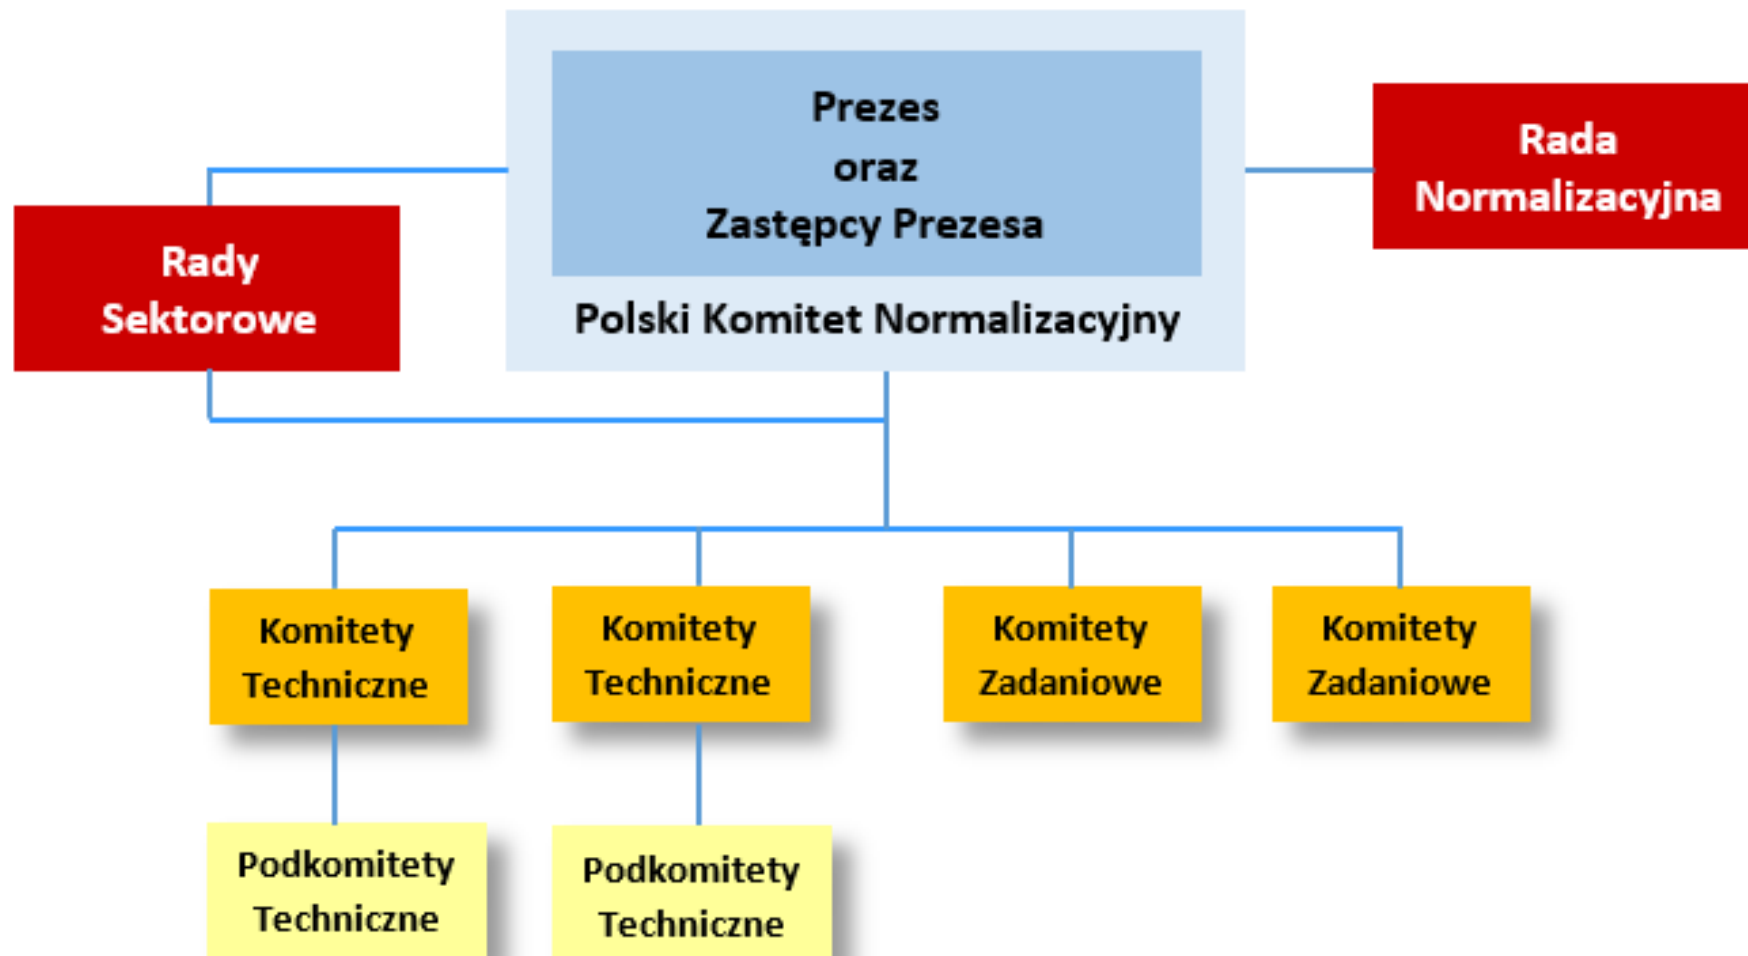 Prezes
oraz
Zastępcy Prezesa
Polski Komitet Normalizacyjny
Rada
Normalizacyjna
Rady
Sektorowe
Komitety
Techniczne
Komitety
Techniczne
Komitety
Zadaniowe
Komitety
Zadaniowe
Podkomitety
Techniczne
Podkomitety
Techniczne